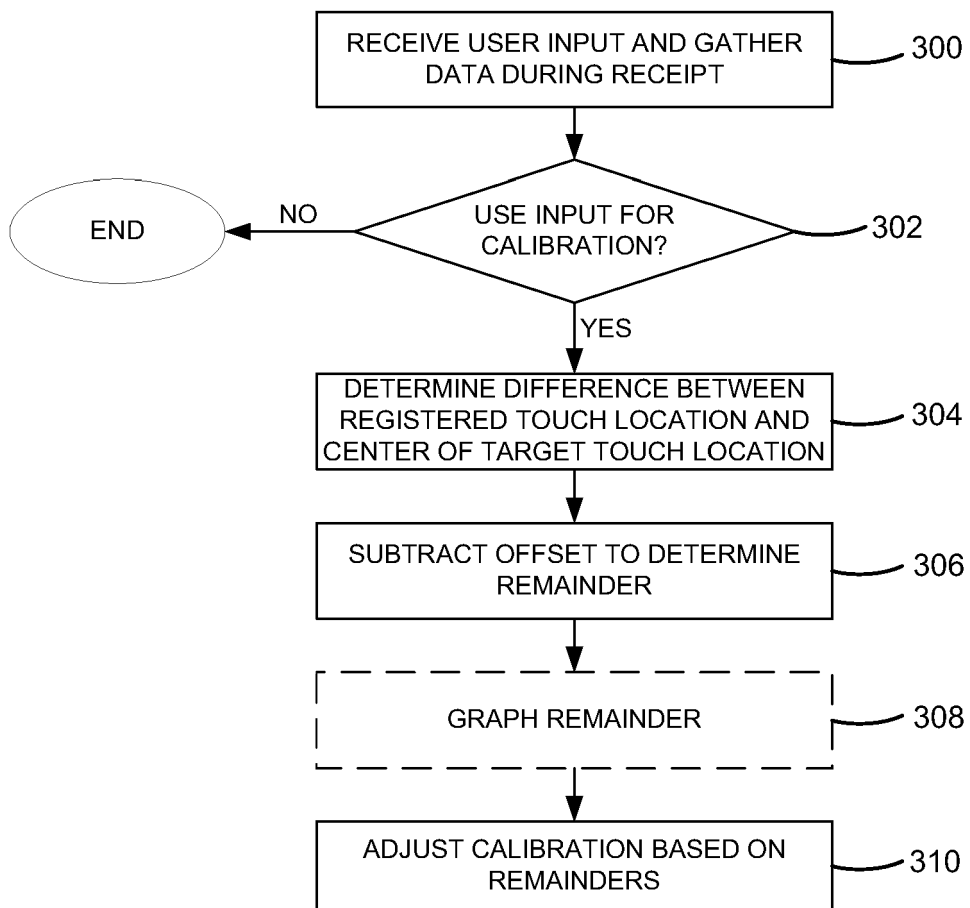 RECEIVE USER INPUT AND GATHER
DATA DURING RECEIPT
300
USE INPUT FOR
CALIBRATION?
302
NO
END
YES
DETERMINE DIFFERENCE BETWEEN
REGISTERED TOUCH LOCATION AND
CENTER OF TARGET TOUCH LOCATION
304
SUBTRACT OFFSET TO DETERMINE
REMAINDER
306
GRAPH REMAINDER
308
ADJUST CALIBRATION BASED ON
REMAINDERS
310